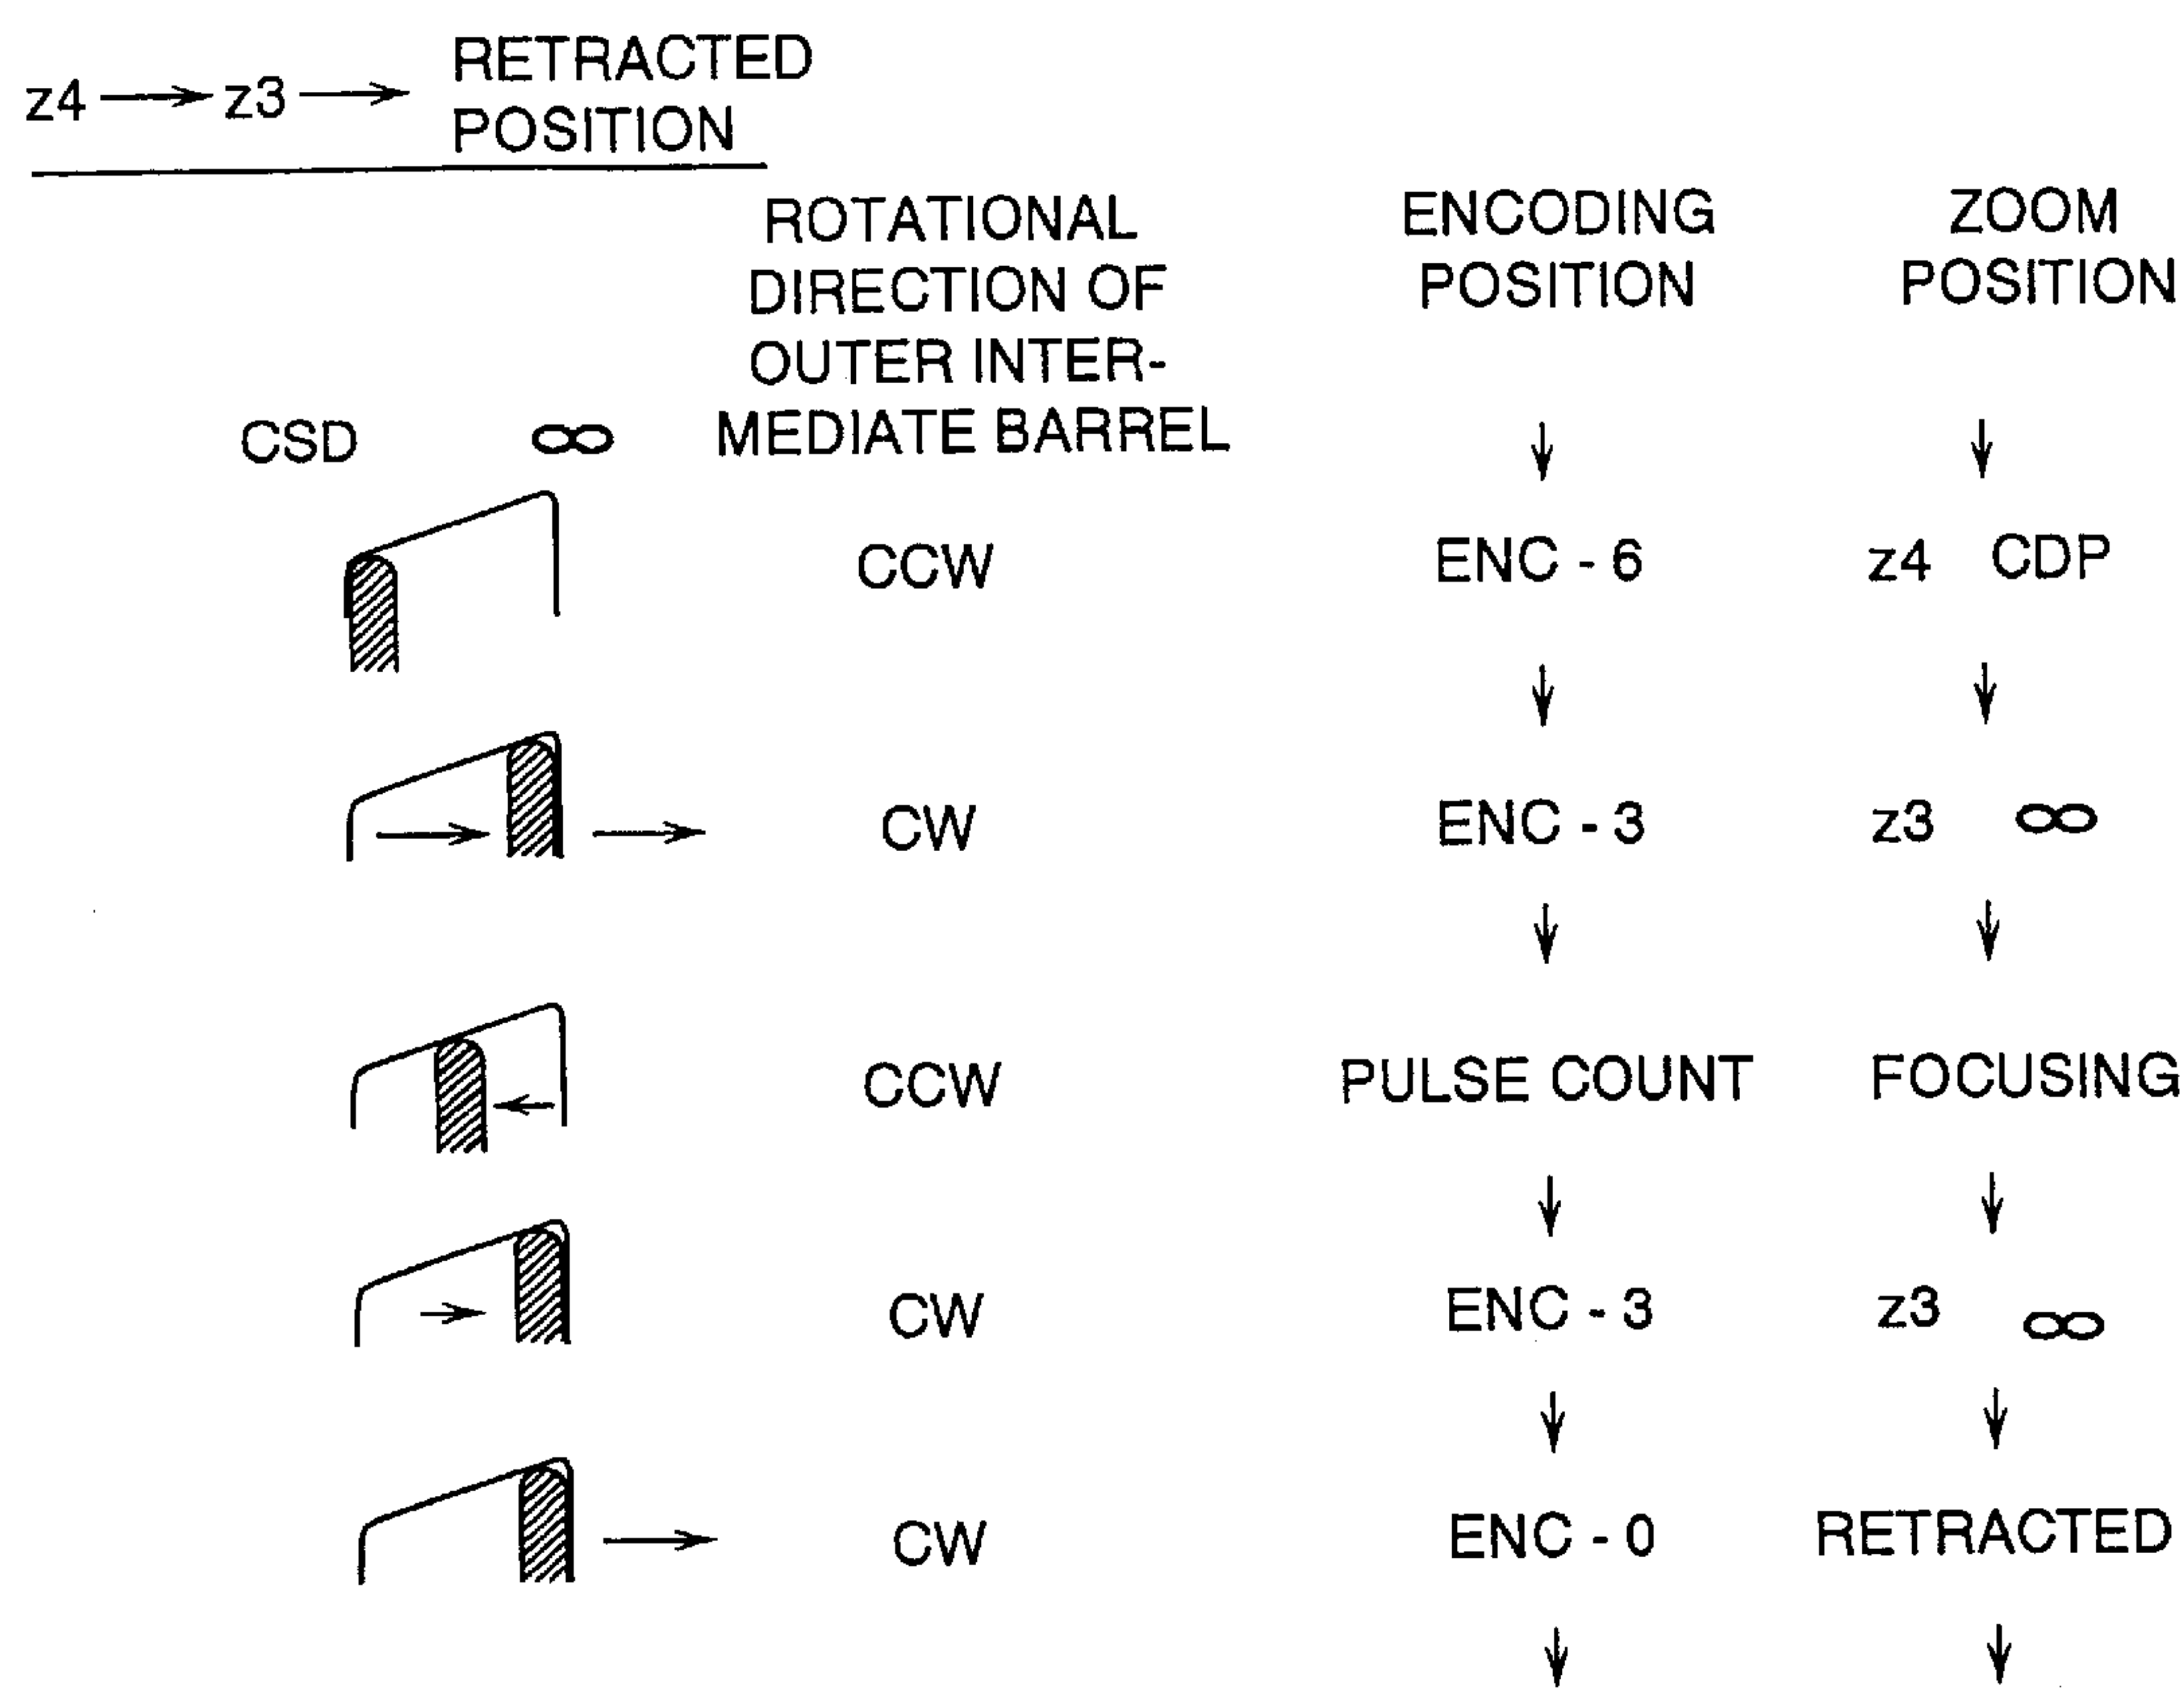 z4 → z3 → RETRACTED
POSITION
ROTATIONAL
DIRECTION OF
OUTER INTER-
MEDIATE BARREL
ENCODING
POSITION
ZOOM
POSITION
CSD ∞
CCW ENC - 6 z4 CDP
CW ENC - 3 z3 ∞
CCW PULSE COUNT FOCUSING
CW ENC - 3 z3 ∞
CW ENC - 0 RETRACTED